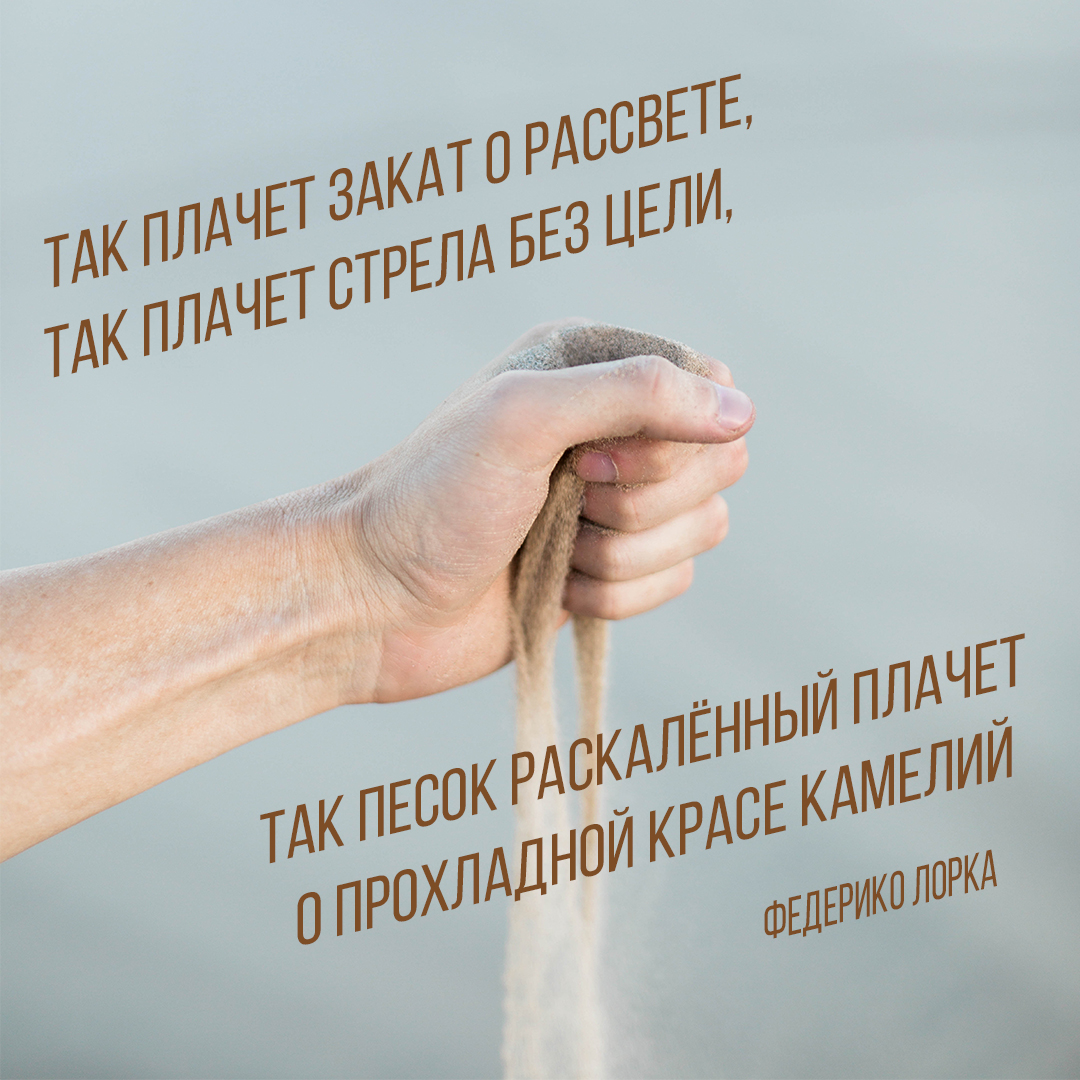 ТАК ПЛАЧЕТ ЗАКАТ О РАССВЕТЕ,
ТАК ПЛАЧЕТ СТРЕЛА БЕЗ ЦЕЛИ,
ТАК ПЕСОК РАСКАЛЁННЫЙ ПЛАЧЕТ
О ПРОХЛАДНОЙ КРАСЕ КАМЕЛИЙ
ФЕДЕРИКО ЛОРКА